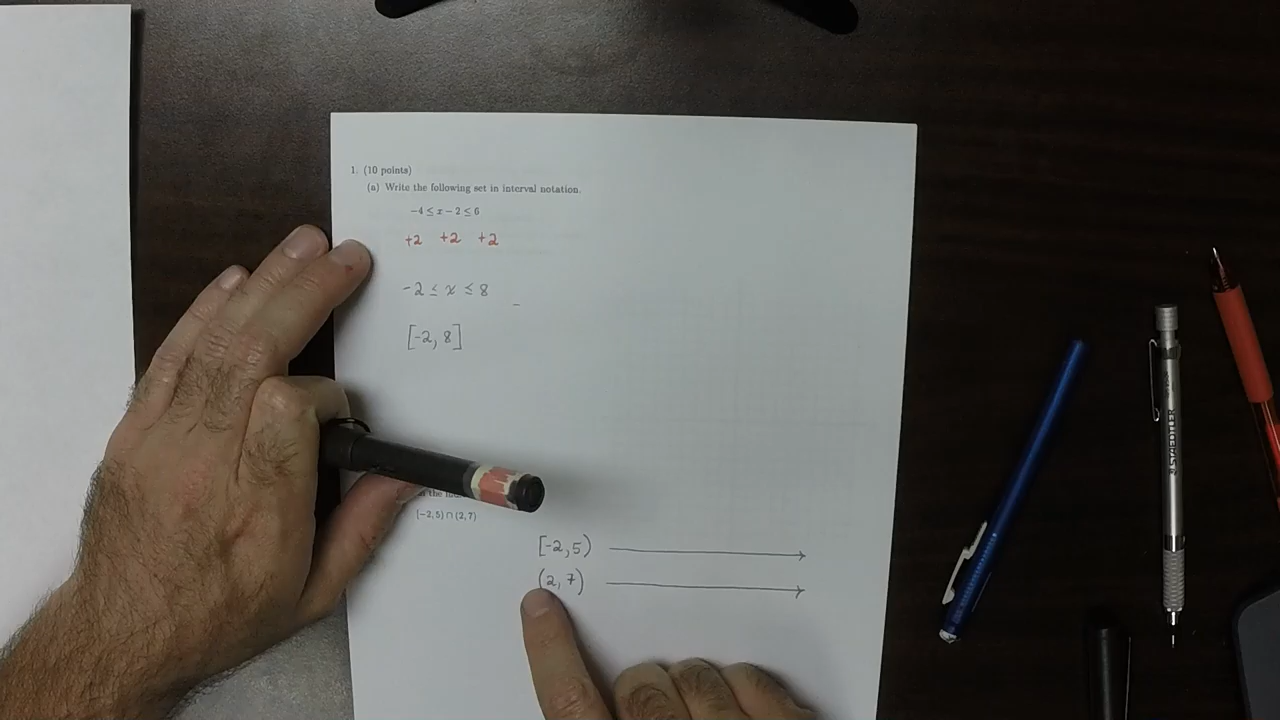 1. (10 points)
(a) Write the following set in interval notation.
−4 ≤ x − 2 ≤ 6
+2 +2 +2
-2 ≤ x ≤ 8
[-2, 8]
the
[−2, 5) ∩ (2, 7)
[-2, 5)
(2, 7)